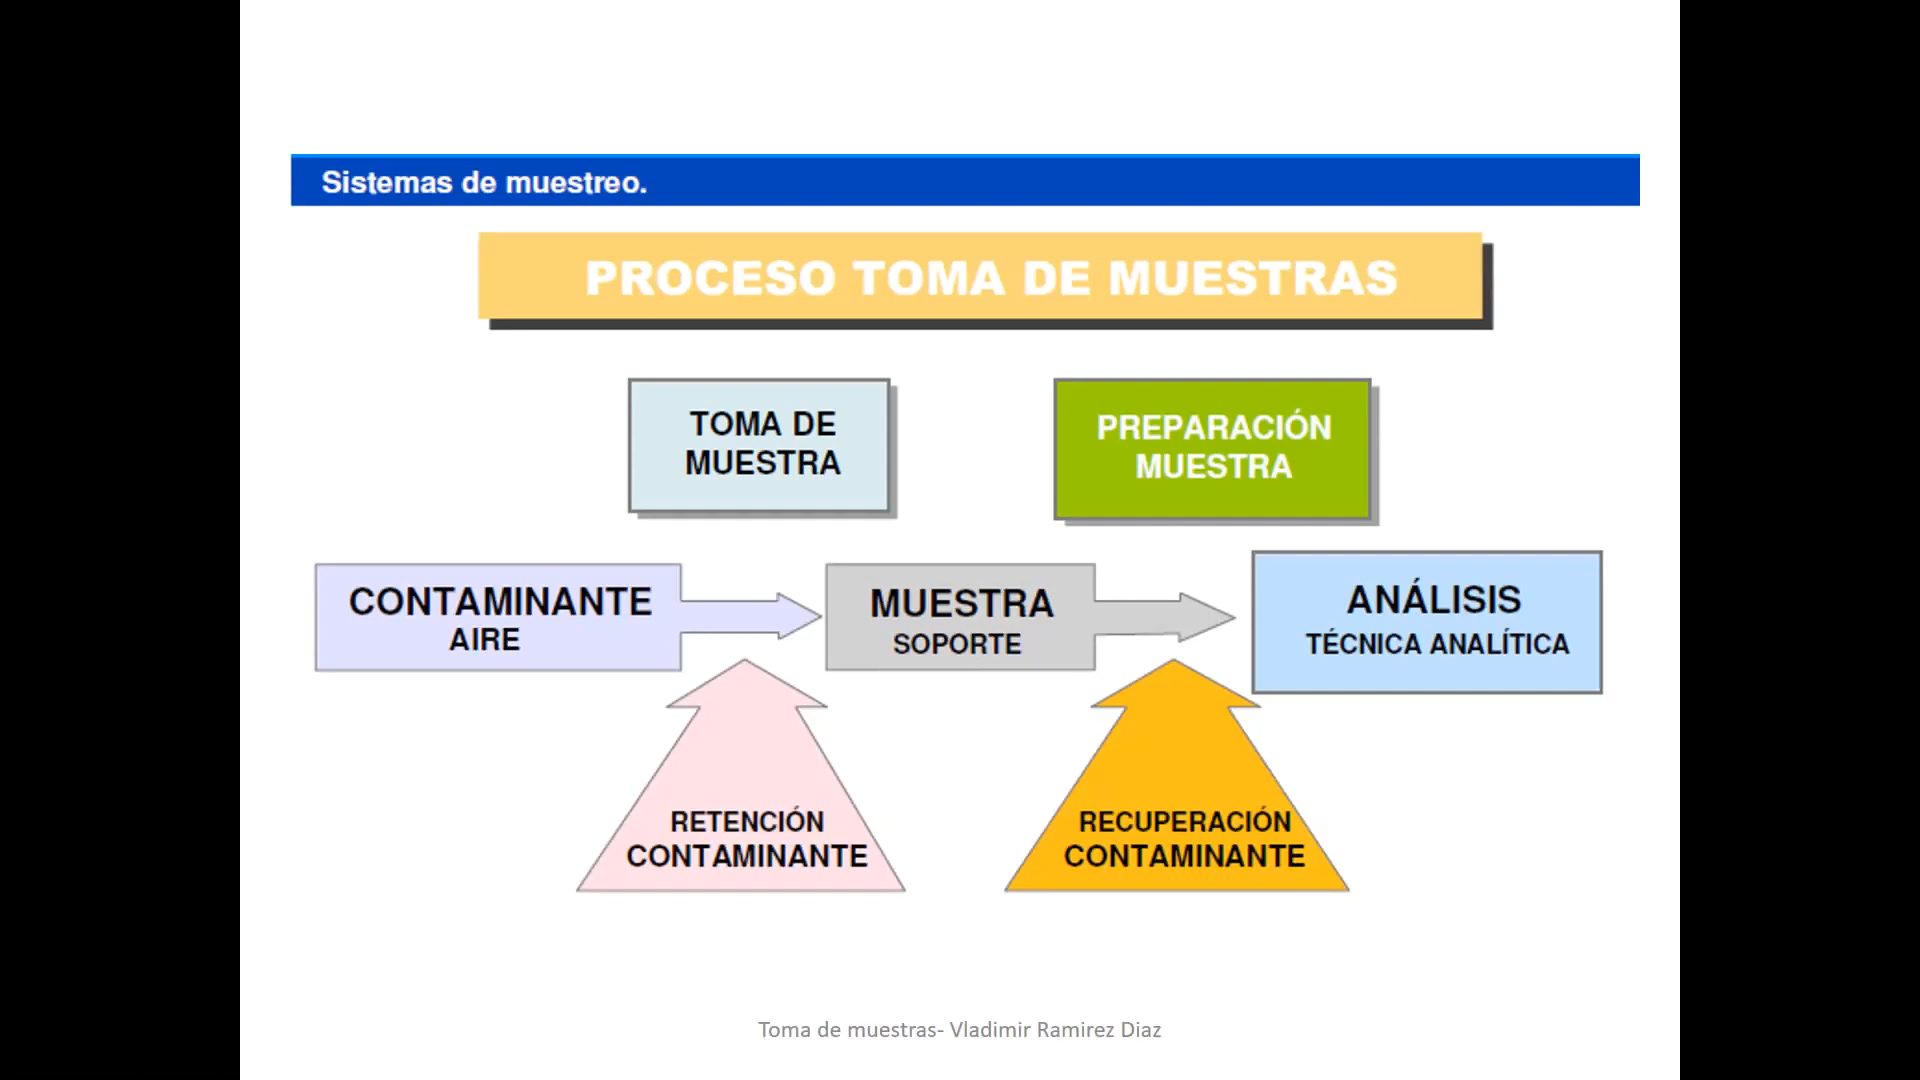 Sistemas de muestreo.
PROCESO TOMA DE MUESTRAS
TOMA DE
MUESTRA
PREPARACIÓN
MUESTRA
CONTAMINANTE
AIRE
MUESTRA
SOPORTE
ANÁLISIS
TÉCNICA ANALÍTICA
RETENCIÓN
CONTAMINANTE
RECUPERACIÓN
CONTAMINANTE
Toma de muestras- Vladimir Ramirez Diaz